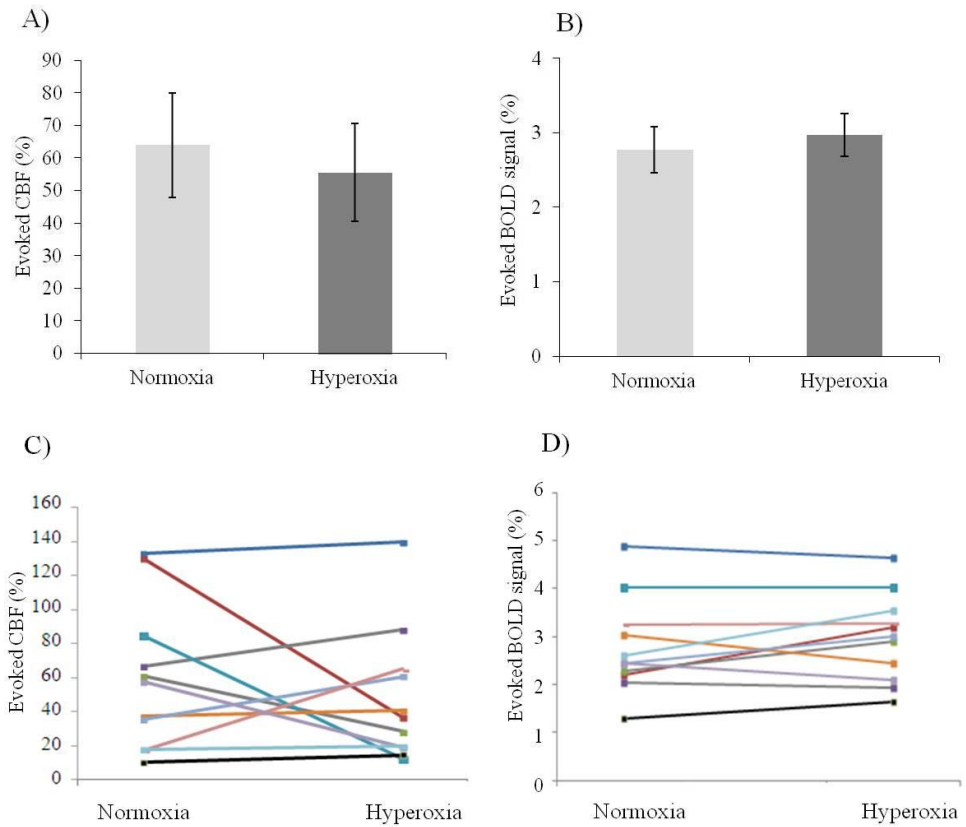 A)
Evoked CBF (%)
90
80
70
60
50
40
30
20
10
0
Normoxia Hyperoxia
B)
Evoked BOLD signal (%)
4
3
2
1
0
Normoxia Hyperoxia
C)
Evoked CBF (%)
160
140
120
100
80
60
40
20
0
Normoxia Hyperoxia
D)
Evoked BOLD signal (%)
6
5
4
3
2
1
0
Normoxia Hyperoxia